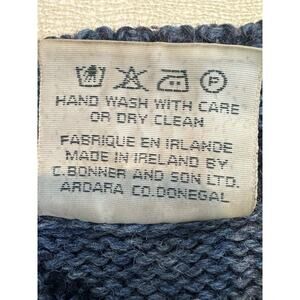 P
HAND WASH WITH CARE
OR DRY CLEAN
FABRIQUE EN IRLANDE
MADE IN IRELAND BY
C.BONNER AND SON LTD.
ARDARA CO.DONEGAL